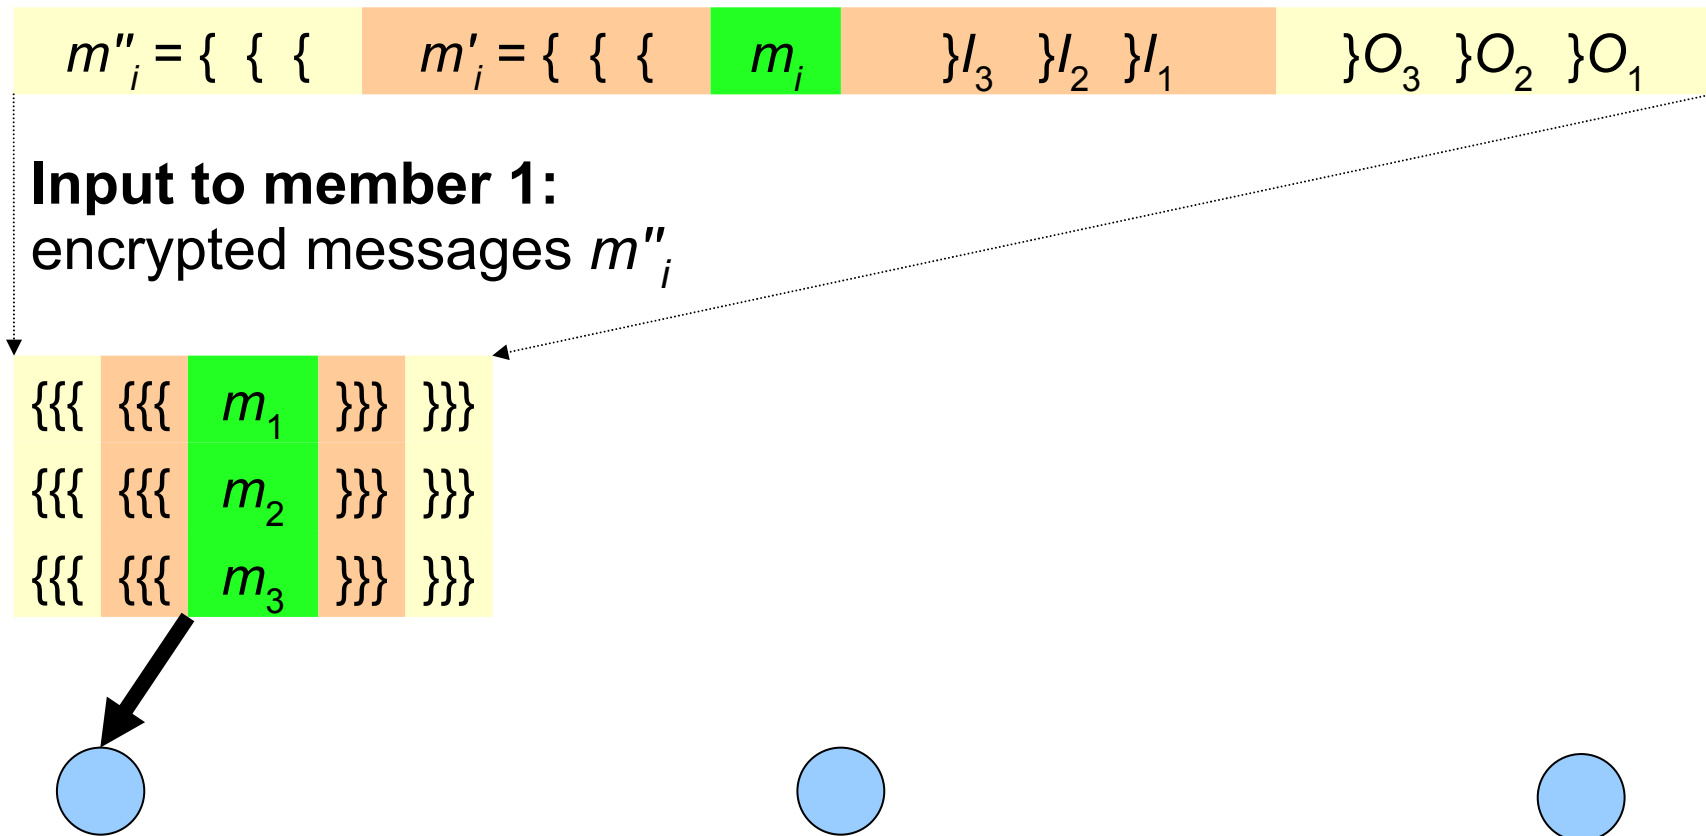 m″i = { { { m′i = { { { mi }I3 }I2 }I1 }O3 }O2 }O1
Input to member 1:
encrypted messages m″i
{{{ {{{ m1 }}} }}}
{{{ {{{ m2 }}} }}}
{{{ {{{ m3 }}} }}}